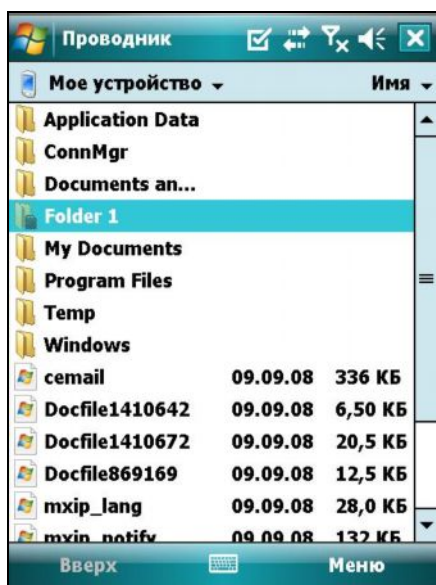 Проводник
Мое устройство Имя
Application Data
ConnMgr
Documents an...
Folder 1
My Documents
Program Files
Temp
Windows
cemail 09.09.08 336 КБ
Docfile1410642 09.09.08 6,50 КБ
Docfile1410672 09.09.08 20,5 КБ
Docfile869169 09.09.08 12,5 КБ
mxip_lang 09.09.08 28,0 КБ
mxip_notify 09.09.08 132 КБ
Вверх Меню